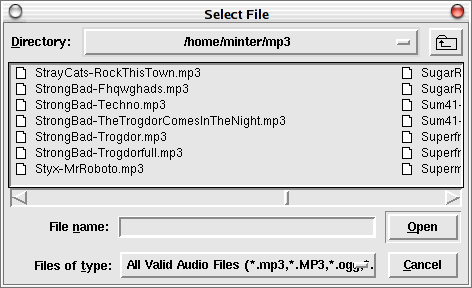 Select File
Directory: /home/minter/mp3
StrayCats-RockThisTown.mp3
StrongBad-Fhqwghads.mp3
StrongBad-Techno.mp3
StrongBad-TheTrogdorComesInTheNight.mp3
StrongBad-Trogdor.mp3
StrongBad-Trogdorfull.mp3
Styx-MrRoboto.mp3
SugarR
SugarR
Sum41-
Sum41-
Superfr
Superfr
Superm
File name: Open
Files of type: All Valid Audio Files (*.mp3,*.MP3,*.ogg,*. Cancel